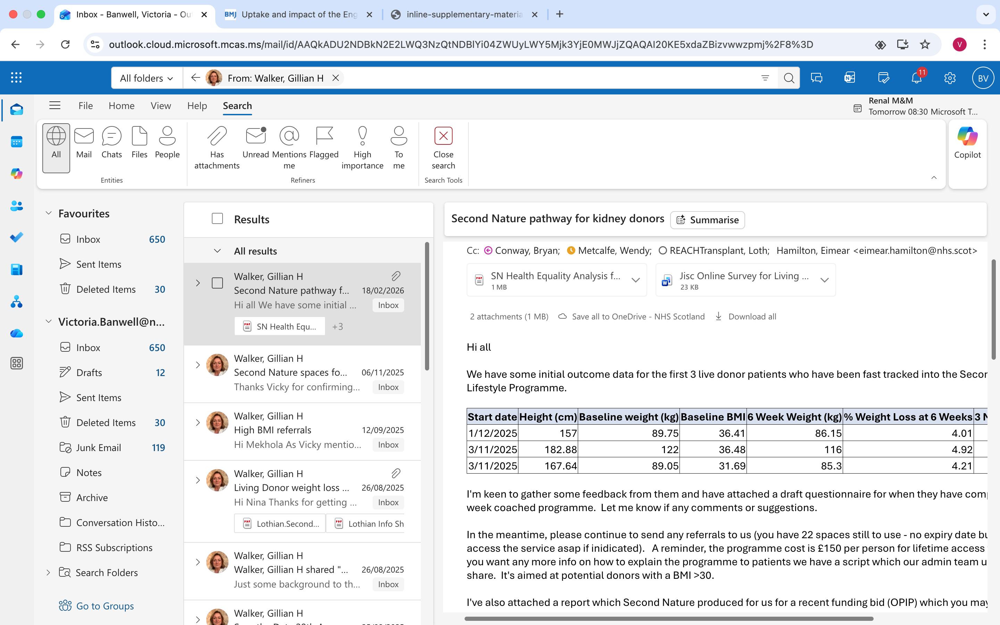 Inbox - Banwell, Victoria - Ou
BMJ Uptake and impact of the Eng
inline-supplementary-materia
outlook.cloud.microsoft.mcas.ms/mail/id/AAQkADU2NDBkN2E2LWQ3NzQtNDBlYi04ZWUyLWY5Mjk3YjE0MWJjZQAQAI20KE5xdaZBizvwwzpmj%2F8%3D
V
All folders
From: Walker, Gillian H
11
BV
File Home View Help Search
Renal M&M
Tomorrow 08:30 Microsoft T...
All Mail Chats Files People
Entities
Has attachments
Unread
Mentions me
Flagged
High importance
To me
Refiners
Close search
Search Tools
Copilot
Favourites
Inbox 650
Sent Items
Deleted Items 30
Victoria.Banwell@n...
Inbox 650
Drafts 12
Sent Items
Deleted Items 30
Junk Email 119
Notes
Archive
Conversation Histo...
RSS Subscriptions
Search Folders
Go to Groups
Results
All results
Walker, Gillian H
Second Nature pathway f... 18/02/2026
Hi all We have some initial ... Inbox
SN Health Equ... +3
Walker, Gillian H
Second Nature spaces fo... 06/11/2025
Thanks Vicky for confirming... Inbox
Walker, Gillian H
High BMI referrals 12/09/2025
Hi Mekhola As Vicky mentio... Inbox
Walker, Gillian H
Living Donor weight loss ... 26/08/2025
Hi Nina Thanks for getting ... Inbox
Lothian.Second... Lothian Info Sh
Walker, Gillian H
Walker, Gillian H shared "... 26/08/2025
Just some background to th... Inbox
Walker, Gillian H
Second Nature pathway for kidney donors
Summarise
Cc: Conway, Bryan; Metcalfe, Wendy; REACHTransplant, Loth; Hamilton, Eimear <eimear.hamilton@nhs.scot>
SN Health Equality Analysis f...
1 MB
Jisc Online Survey for Living ...
23 KB
2 attachments (1 MB) Save all to OneDrive - NHS Scotland Download all
Hi all
We have some initial outcome data for the first 3 live donor patients who have been fast tracked into the Secon
Lifestyle Programme.
Start date Height (cm) Baseline weight (kg) Baseline BMI 6 Week Weight (kg) % Weight Loss at 6 Weeks 3 M
1/12/2025 157 89.75 36.41 86.15 4.01
3/11/2025 182.88 122 36.48 116 4.92
3/11/2025 167.64 89.05 31.69 85.3 4.21
I'm keen to gather some feedback from them and have attached a draft questionnaire for when they have comp
week coached programme. Let me know if any comments or suggestions.
In the meantime, please continue to send any referrals to us (you have 22 spaces still to use - no expiry date bu
access the service asap if inidicated). A reminder, the programme cost is £150 per person for lifetime access
you want any more info on how to explain the programme to patients we have a script which our admin team u
share. It's aimed at potential donors with a BMI >30.
I've also attached a report which Second Nature produced for us for a recent funding bid (OPIP) which you may